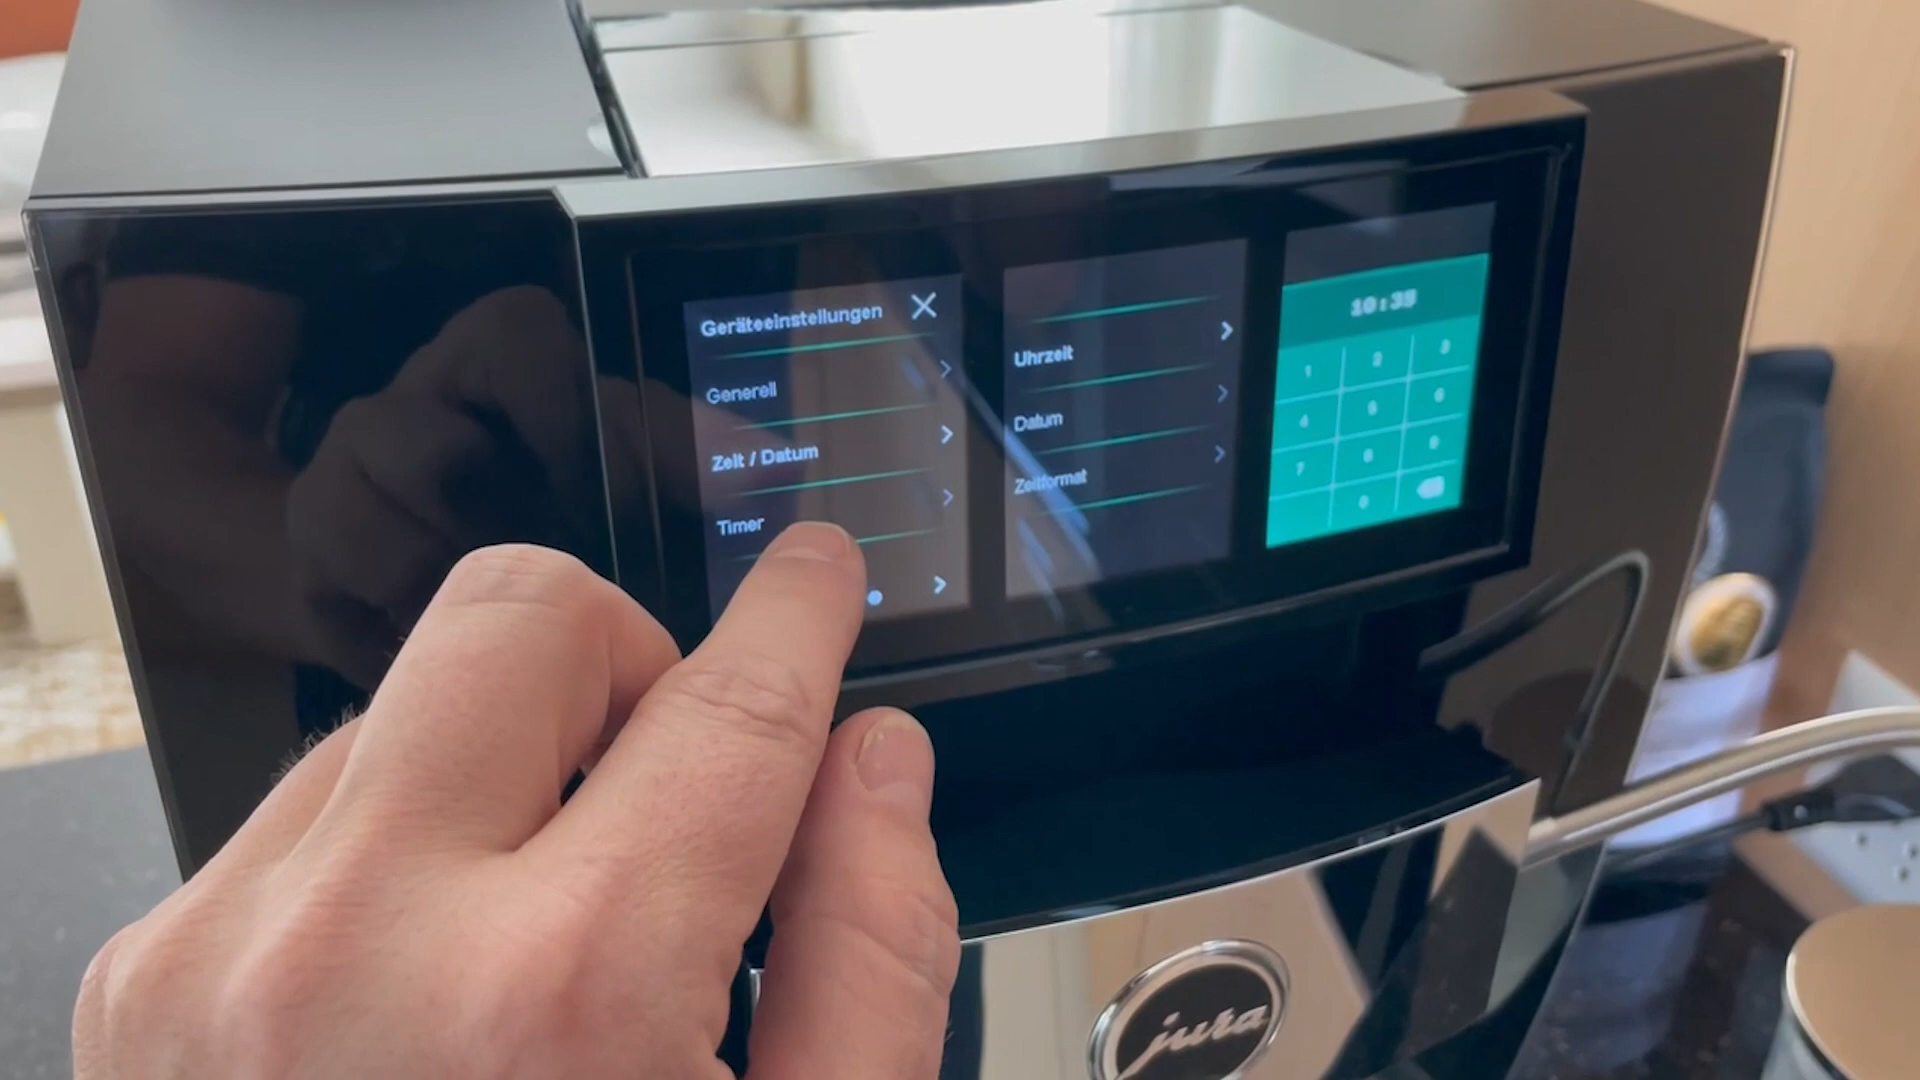 Geräteeinstellungen
Generell
Zeit / Datum
Timer
Uhrzeit
Datum
Zeitformat
10:35
1 2 3
4 5 6
7 8 9
0
jura